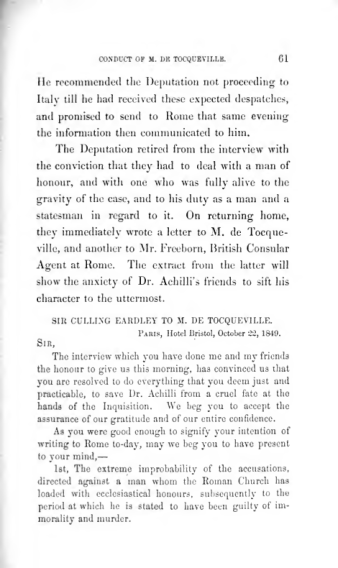 CONDUCT OF M. DE TOCQUEVILLE. 61
He recommended the Deputation not proceeding to
Italy till he had received these expected despatches,
and promised to send to Rome that same evening
the information then communicated to him.
The Deputation retired from the interview with
the conviction that they had to deal with a man of
honour, and with one who was fully alive to the
gravity of the case, and to his duty as a man and a
statesman in regard to it. On returning home,
they immediately wrote a letter to M. de Tocque-
ville, and another to Mr. Freeborn, British Consular
Agent at Rome. The extract from the latter will
show the anxiety of Dr. Achilli's friends to sift his
character to the uttermost.
SIR CULLING EARDLEY TO M. DE TOCQUEVILLE.
PARIS, Hotel Bristol, October 22, 1849.
SIR,
The interview which you have done me and my friends
the honour to give us this morning, has convinced us that
you are resolved to do everything that you deem just and
practicable, to save Dr. Achilli from a cruel fate at the
hands of the Inquisition. We beg you to accept the
assurance of our gratitude and of our entire confidence.
As you were good enough to signify your intention of
writing to Rome to-day, may we beg you to have present
to your mind,—
1st, The extreme improbability of the accusations,
directed against a man whom the Roman Church has
loaded with ecclesiastical honours, subsequently to the
period at which he is stated to have been guilty of im-
morality and murder.